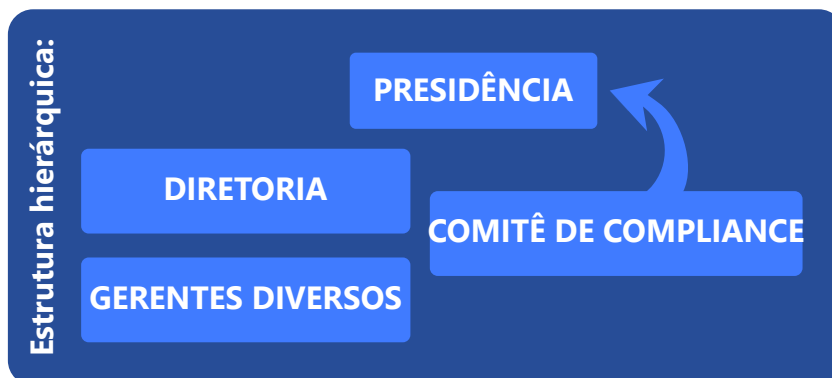 Estrutura hierárquica:
PRESIDÊNCIA
DIRETORIA
COMITÊ DE COMPLIANCE
GERENTES DIVERSOS